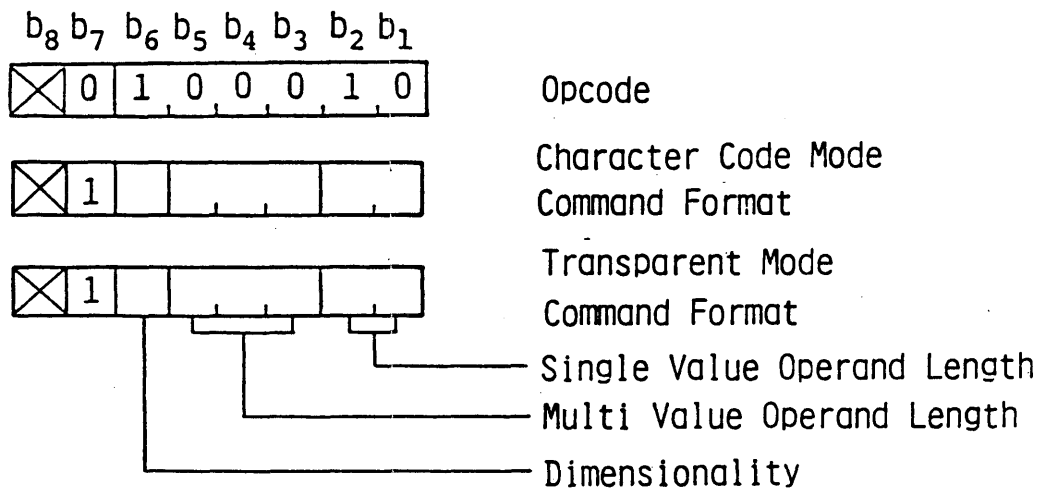 b8 b7 b6 b5 b4 b3 b2 b1
0 1 0 0 0 1 0 Opcode
Character Code Mode
1 Command Format
Transparent Mode
1 Command Format
Single Value Operand Length
Multi Value Operand Length
Dimensionality